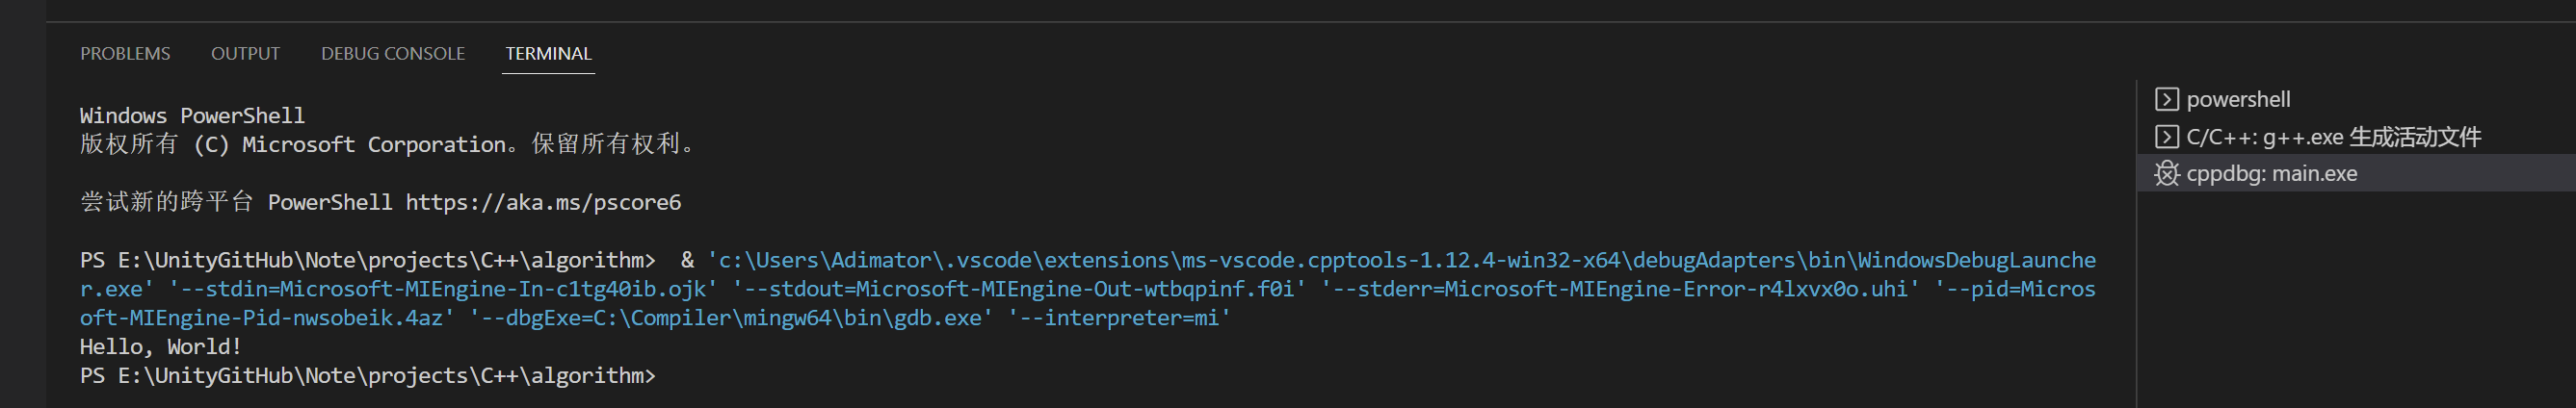 PROBLEMS OUTPUT DEBUG CONSOLE TERMINAL
Windows PowerShell
版权所有 (C) Microsoft Corporation。保留所有权利。
尝试新的跨平台 PowerShell https://aka.ms/pscore6
PS E:\UnityGitHub\Note\projects\C++\algorithm>  & 'c:\Users\Adimator\.vscode\extensions\ms-vscode.cpptools-1.12.4-win32-x64\debugAdapters\bin\WindowsDebugLaunche
r.exe' '--stdin=Microsoft-MIEngine-In-c1tg40ib.ojk' '--stdout=Microsoft-MIEngine-Out-wtbqpinf.f0i' '--stderr=Microsoft-MIEngine-Error-r4lxvx0o.uhi' '--pid=Micros
oft-MIEngine-Pid-nwsobeik.4az' '--dbgExe=C:\Compiler\mingw64\bin\gdb.exe' '--interpreter=mi'
Hello, World!
PS E:\UnityGitHub\Note\projects\C++\algorithm>
powershell
C/C++: g++.exe 生成活动文件
cppdbg: main.exe